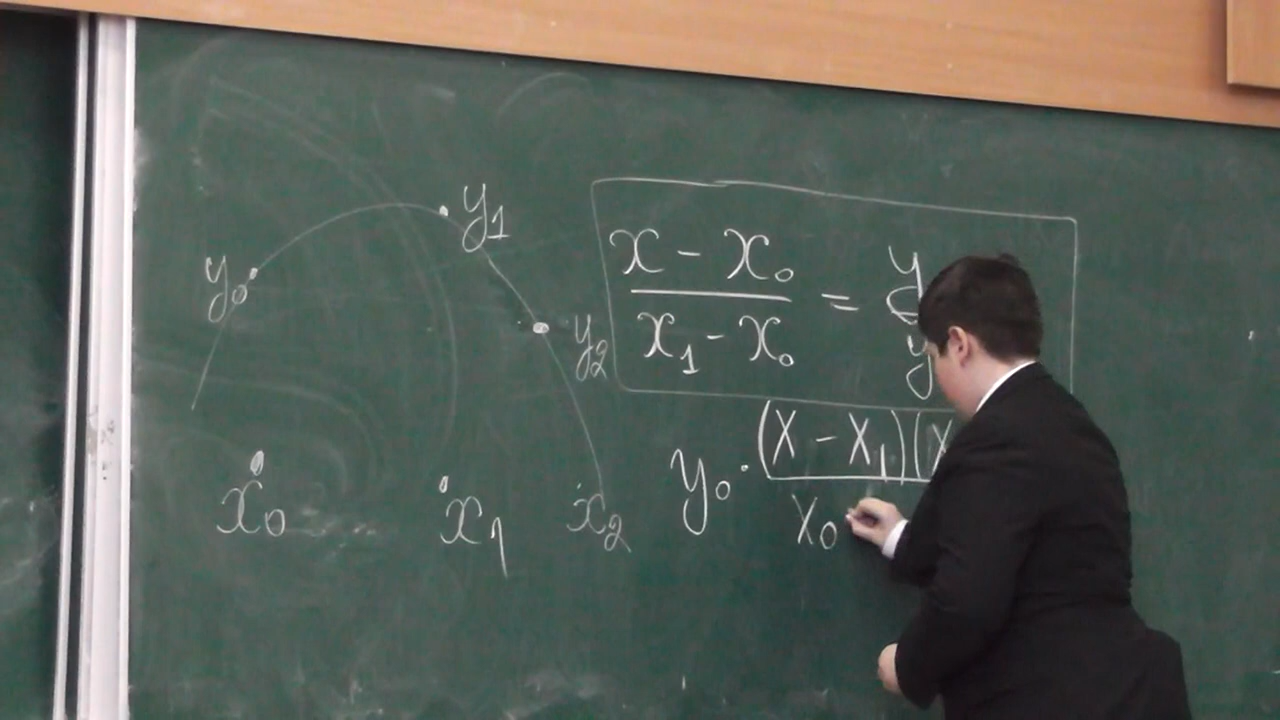 y₁
y₀
y₂
x₀ x₁ x₂
x - x₀ / x₁ - x₀ = y / y
y₀ · (x - x₁)(x / x₀